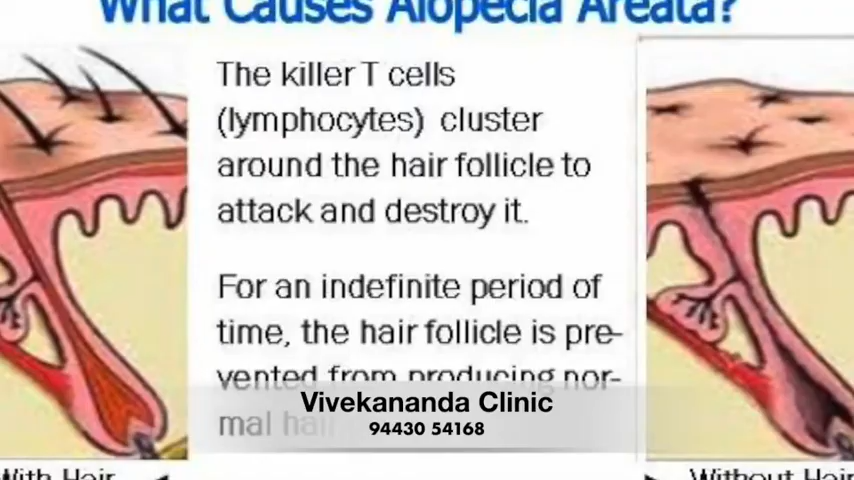 What Causes Alopecia Areata?
The killer T cells
(lymphocytes) cluster
around the hair follicle to
attack and destroy it.
For an indefinite period of
time, the hair follicle is pre-
vented from producing nor-
mal hair
Vivekananda Clinic
94430 54168
With Hair
Without Hair